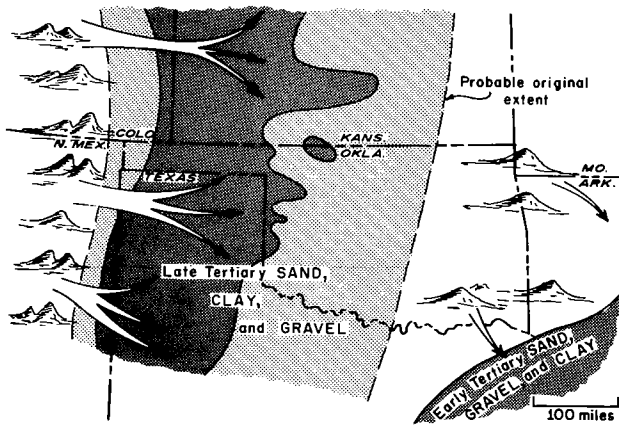 Probable original
extent
COLO.
N. MEX.
KANS.
OKLA.
TEXAS
MO.
ARK.
Late Tertiary SAND,
CLAY,
and GRAVEL
Early Tertiary SAND,
GRAVEL, and CLAY
100 miles